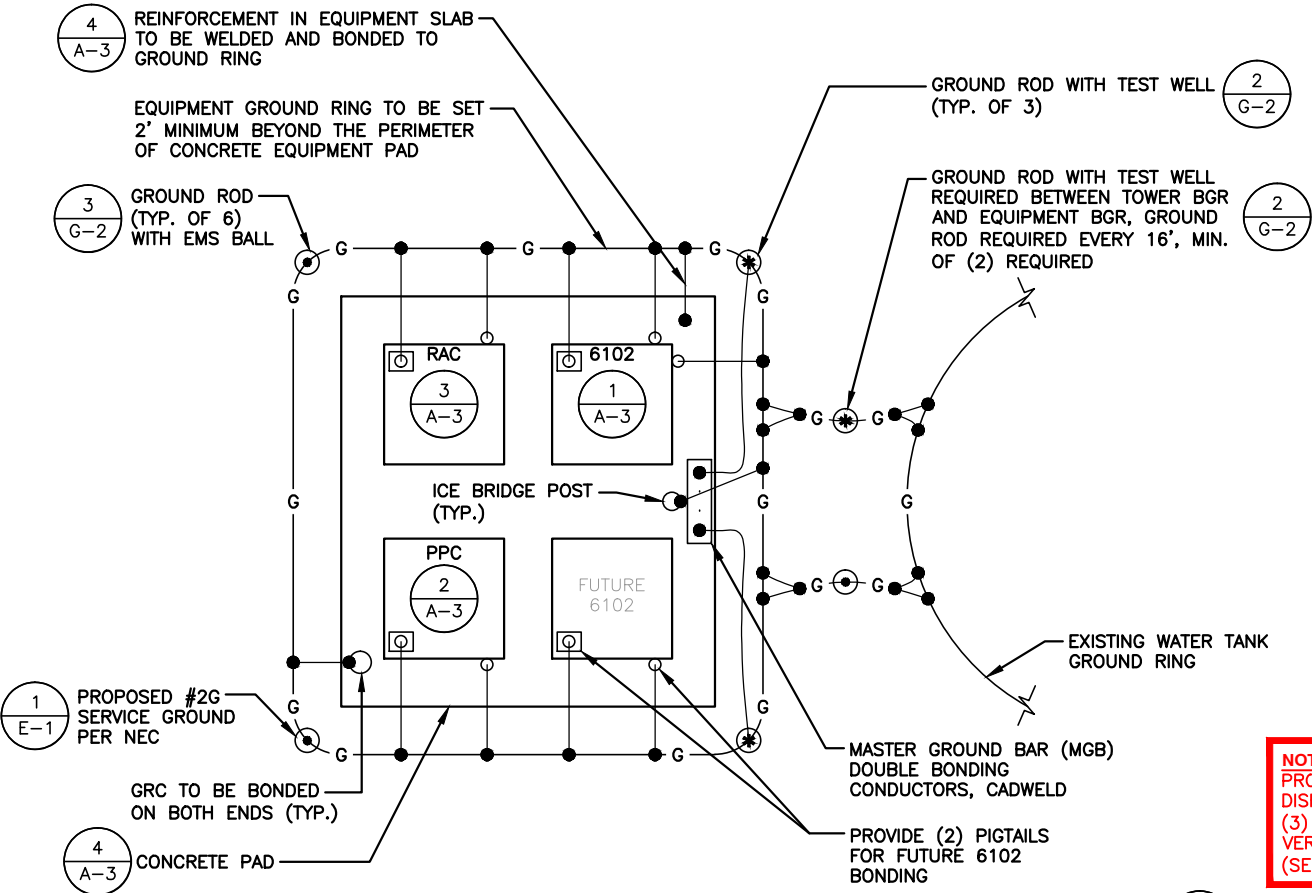 4
A-3
REINFORCEMENT IN EQUIPMENT SLAB
TO BE WELDED AND BONDED TO
GROUND RING
EQUIPMENT GROUND RING TO BE SET
2' MINIMUM BEYOND THE PERIMETER
OF CONCRETE EQUIPMENT PAD
3
G-2
GROUND ROD
(TYP. OF 6)
WITH EMS BALL
GROUND ROD WITH TEST WELL
(TYP. OF 3)
2
G-2
GROUND ROD WITH TEST WELL
REQUIRED BETWEEN TOWER BGR
AND EQUIPMENT BGR, GROUND
ROD REQUIRED EVERY 16', MIN.
OF (2) REQUIRED
2
G-2
G
G
G
G
G
RAC
3
A-3
6102
1
A-3
G
G
ICE BRIDGE POST
(TYP.)
G
G
G
PPC
2
A-3
FUTURE
6102
G
G
EXISTING WATER TANK
GROUND RING
1
E-1
PROPOSED #2G
SERVICE GROUND
PER NEC
G
G
G
G
MASTER GROUND BAR (MGB)
DOUBLE BONDING
CONDUCTORS, CADWELD
GRC TO BE BONDED
ON BOTH ENDS (TYP.)
PROVIDE (2) PIGTAILS
FOR FUTURE 6102
BONDING
4
A-3
CONCRETE PAD
(3)